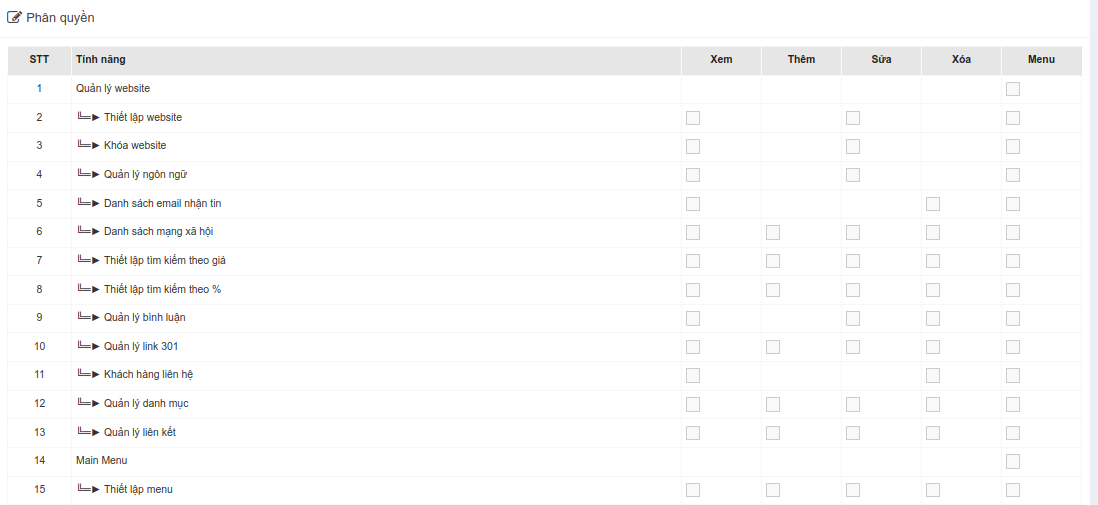 Phân quyền
STT Tính năng Xem Thêm Sửa Xóa Menu
1 Quản lý website
2 ╚═► Thiết lập website
3 ╚═► Khóa website
4 ╚═► Quản lý ngôn ngữ
5 ╚═► Danh sách email nhận tin
6 ╚═► Danh sách mạng xã hội
7 ╚═► Thiết lập tìm kiếm theo giá
8 ╚═► Thiết lập tìm kiếm theo %
9 ╚═► Quản lý bình luận
10 ╚═► Quản lý link 301
11 ╚═► Khách hàng liên hệ
12 ╚═► Quản lý danh mục
13 ╚═► Quản lý liên kết
14 Main Menu
15 ╚═► Thiết lập menu